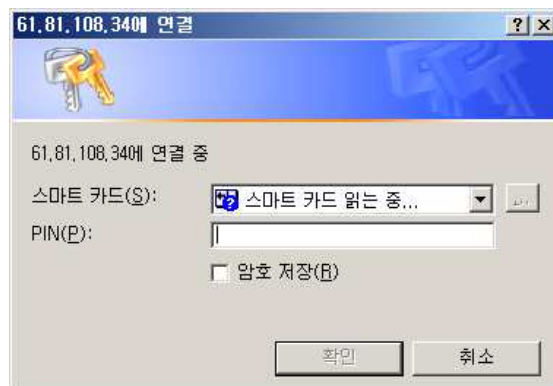 61.81.108.34에 연결
61.81.108.34에 연결 중
스마트 카드(S):
스마트 카드 읽는 중...
PIN(P):
암호 저장(R)
확인
취소